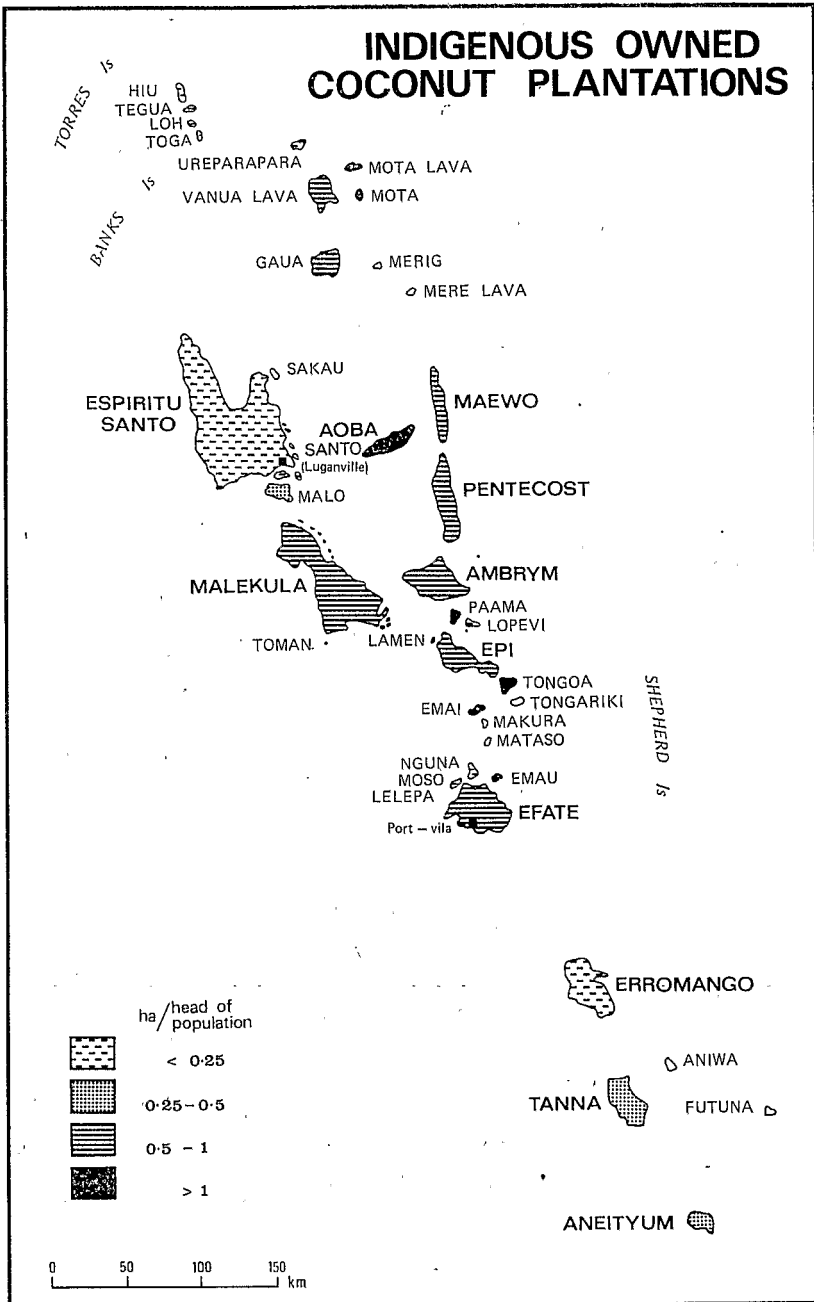 INDIGENOUS OWNED
COCONUT PLANTATIONS
TORRES Is
HIU
TEGUA
LOH
TOGA
UREPARAPARA
MOTA LAVA
BANKS Is
VANUA LAVA
MOTA
GAUA
MERIG
MERE LAVA
SAKAU
ESPIRITU
SANTO
MAEWO
AOBA
SANTO
(Luganville)
PENTECOST
MALO
MALEKULA
AMBRYM
PAAMA
LOPEVI
TOMAN
LAMEN
EPI
TONGOA
TONGARIKI
EMAI
MAKURA
MATASO
SHEPHERD Is
NGUNA
MOSO
EMAU
LELEPA
EFATE
Port-vila
ERROMANGO
ha/head of
population
< 0·25
0·25-0·5
0·5 - 1
> 1
ANIWA
TANNA
FUTUNA
ANEITYUM
0 50 100 150
km